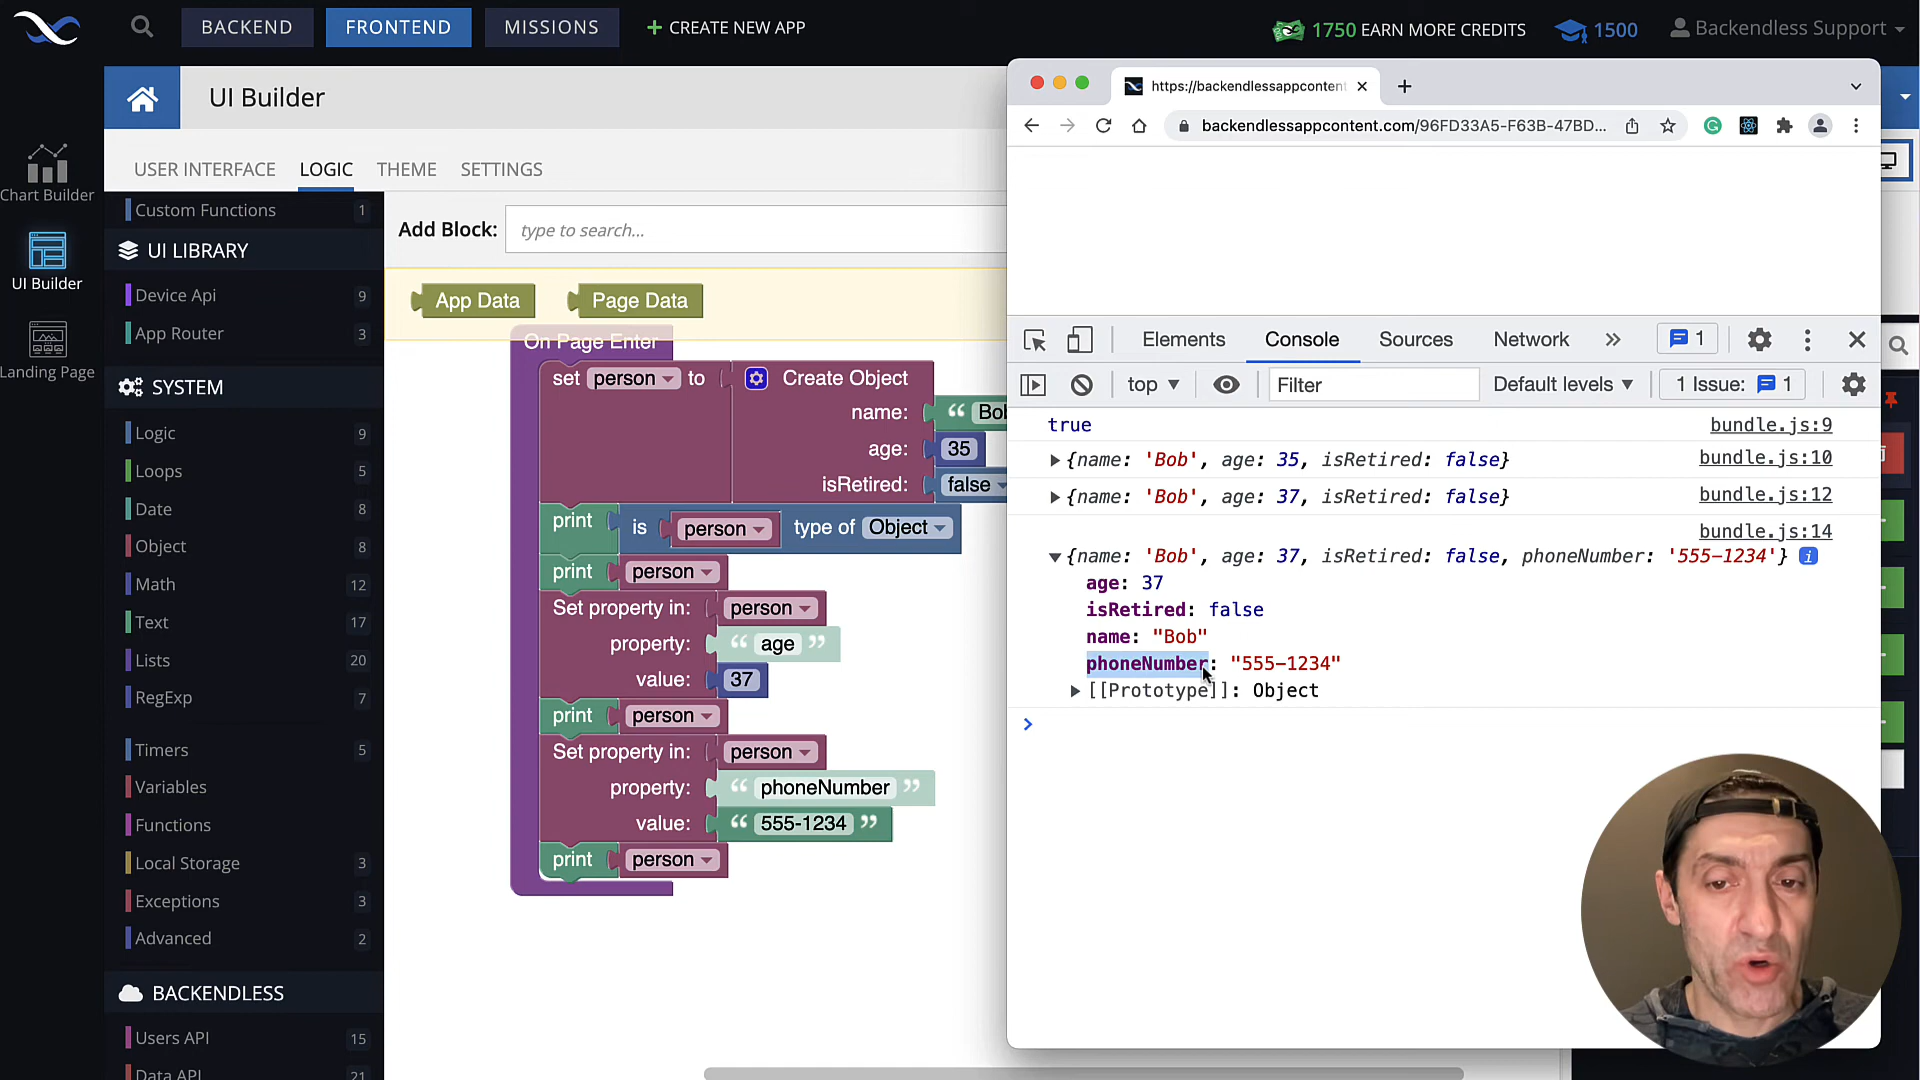 BACKEND
FRONTEND
MISSIONS
+ CREATE NEW APP
1750 EARN MORE CREDITS
1500
Backendless Support
UI Builder
USER INTERFACE
LOGIC
THEME
SETTINGS
Chart Builder
UI Builder
Landing Page
Custom Functions 1
UI LIBRARY
Device Api 9
App Router 3
SYSTEM
Logic 9
Loops 5
Date 8
Object 8
Math 12
Text 17
Lists 20
RegExp 7
Timers 5
Variables
Functions
Local Storage 3
Exceptions 3
Advanced 2
BACKENDLESS
Users API 15
Data API 21
Add Block: type to search...
App Data
Page Data
On Page Enter
set person to Create Object
name: “ Bob
age: 35
isRetired: false
print is person type of Object
print person
Set property in: person
property: “ age ”
value: 37
print person
Set property in: person
property: “ phoneNumber ”
value: “ 555-1234 ”
print person
https://backendlessappcontent
backendlessappcontent.com/96FD33A5-F63B-47BD...
Elements
Console
Sources
Network
» 1
top
Filter
Default levels
1 Issue: 1
true bundle.js:9
{name: 'Bob', age: 35, isRetired: false} bundle.js:10
{name: 'Bob', age: 37, isRetired: false} bundle.js:12
bundle.js:14
{name: 'Bob', age: 37, isRetired: false, phoneNumber: '555-1234'} i
age: 37
isRetired: false
name: "Bob"
phoneNumber: "555-1234"
[[Prototype]]: Object
>